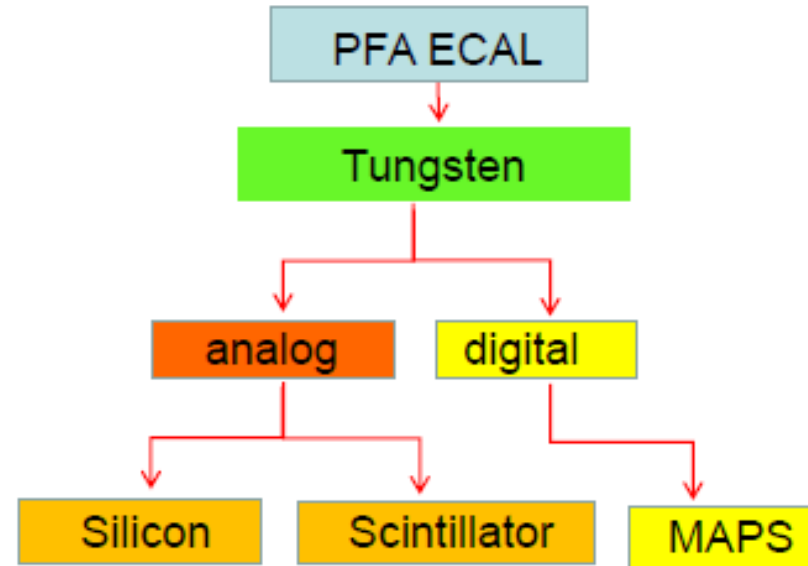 PFA ECAL
Tungsten
analog
digital
Silicon
Scintillator
MAPS